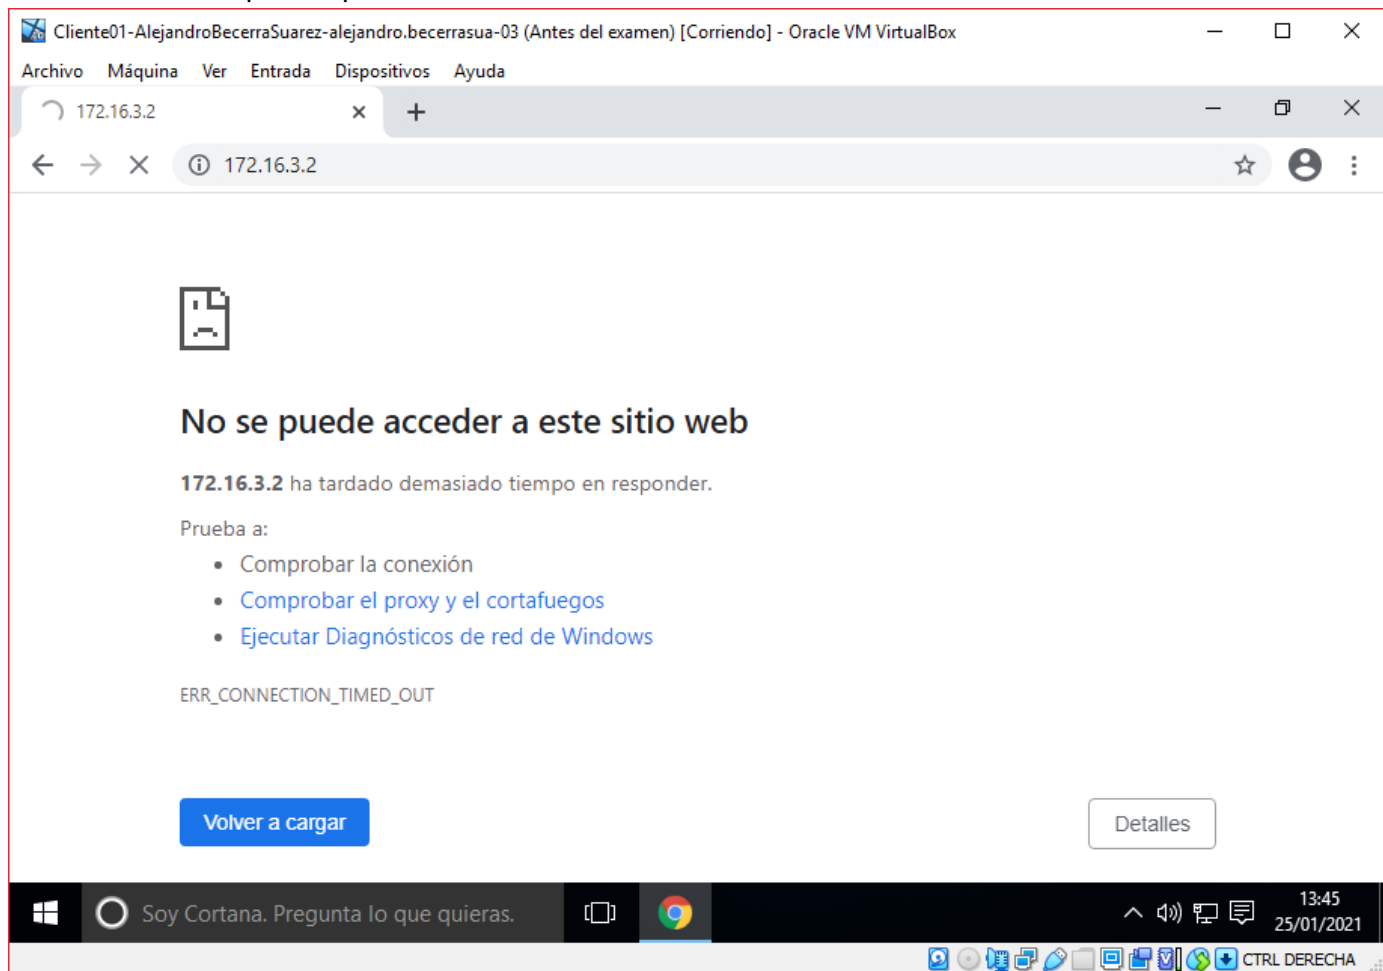 Cliente01-AlejandroBecerraSuarez-alejandro.becerrasua-03 (Antes del examen) [Corriendo] - Oracle VM VirtualBox
Archivo Máquina Ver Entrada Dispositivos Ayuda
172.16.3.2
172.16.3.2
No se puede acceder a este sitio web
172.16.3.2 ha tardado demasiado tiempo en responder.
Prueba a:
Comprobar la conexión
Comprobar el proxy y el cortafuegos
Ejecutar Diagnósticos de red de Windows
ERR_CONNECTION_TIMED_OUT
Volver a cargar Detalles
Soy Cortana. Pregunta lo que quieras. 13:45
25/01/2021
CTRL DERECHA